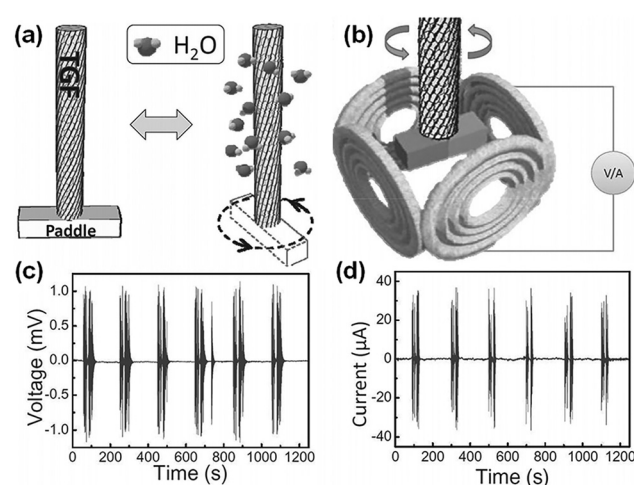 (a)
TGF
H₂O
Paddle
(b)
V/A
(c)
Voltage (mV)
1.0
0.5
0.0
-0.5
-1.0
0 200 400 600 800 1000 1200
Time (s)
(d)
Current (µA)
40
20
0
-20
-40
0 200 400 600 800 1000 1200
Time (s)